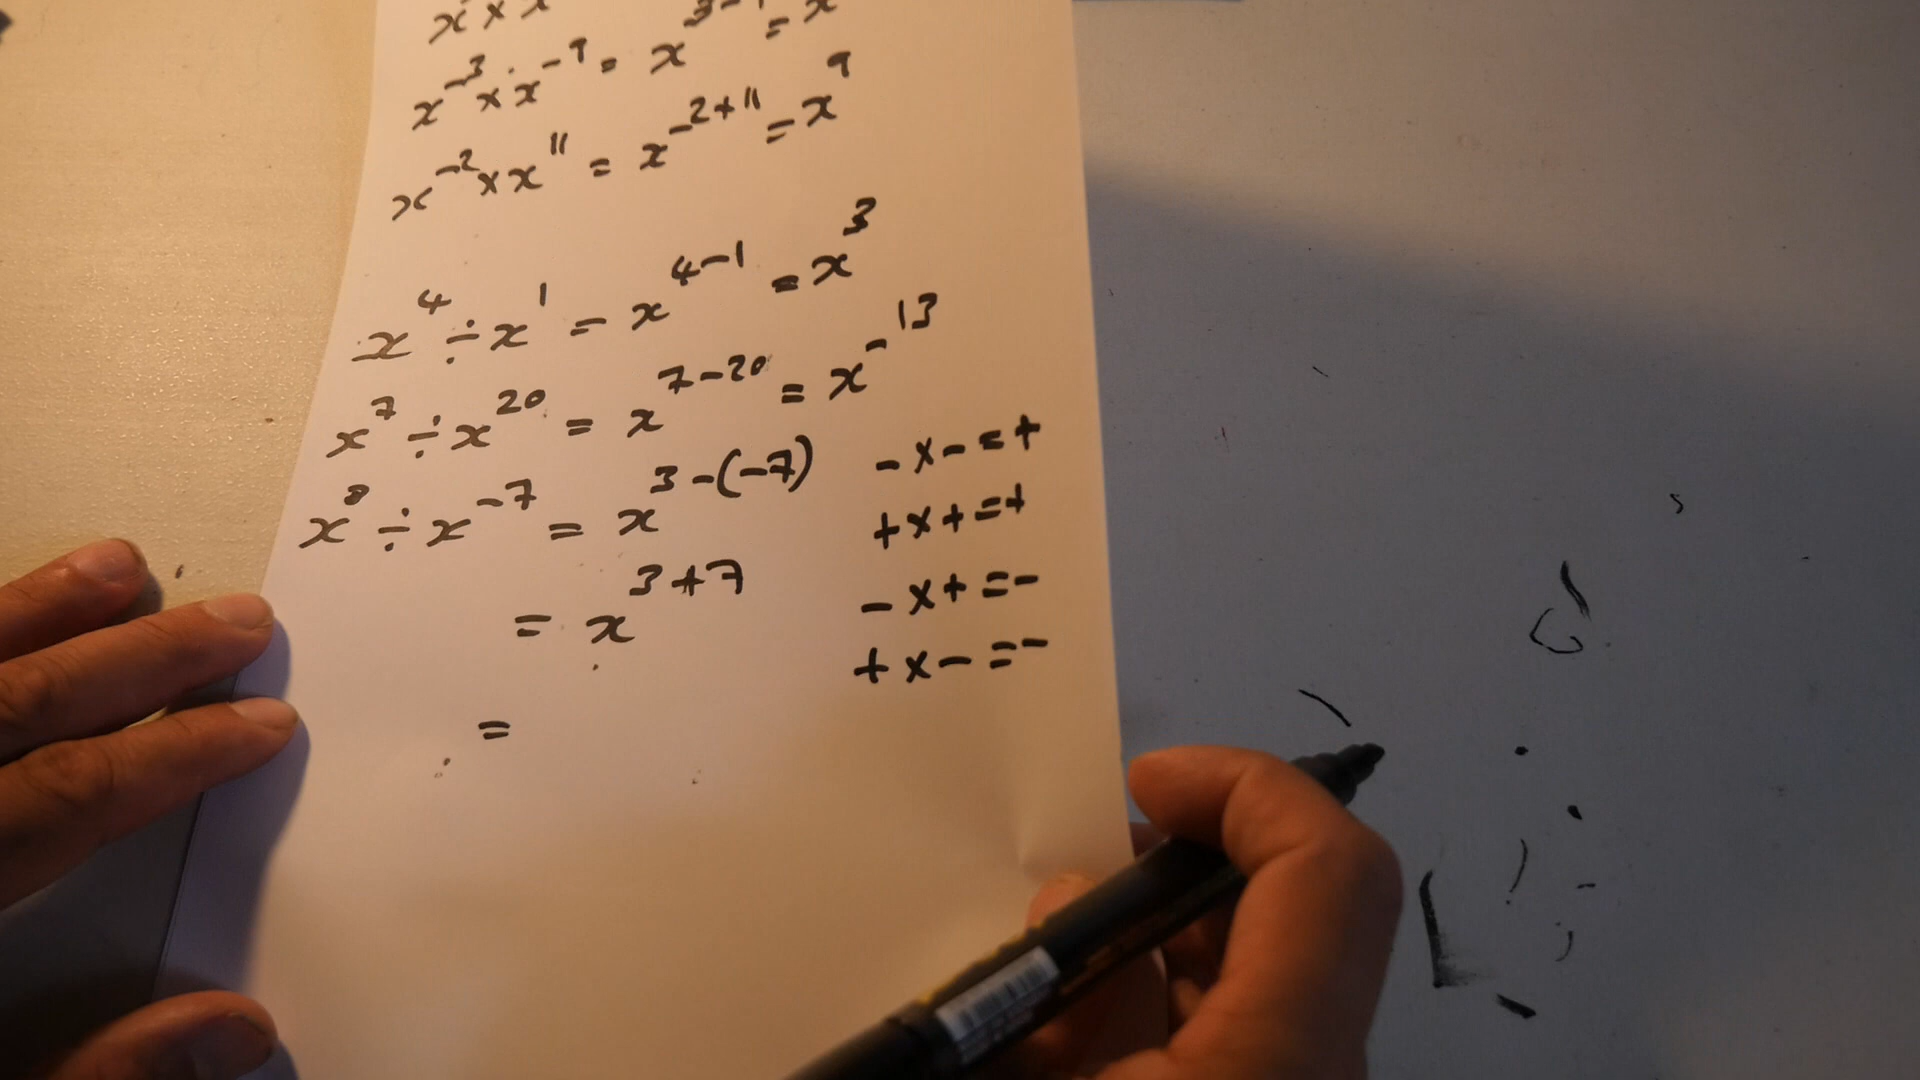 x × x 3- = x
x⁻³ × x⁻⁹ = x
x⁻² × x¹¹ = x⁻²⁺¹¹ = x⁹
x⁴ ÷ x¹ = x⁴⁻¹ = x³
x⁷ ÷ x²⁰ = x⁷⁻²⁰ = x⁻¹³
x ÷ x⁻⁷ = x³⁻⁽⁻⁷⁾
= x³⁺⁷
=
- x - = +
+ x + = +
- x + = -
+ x - = -